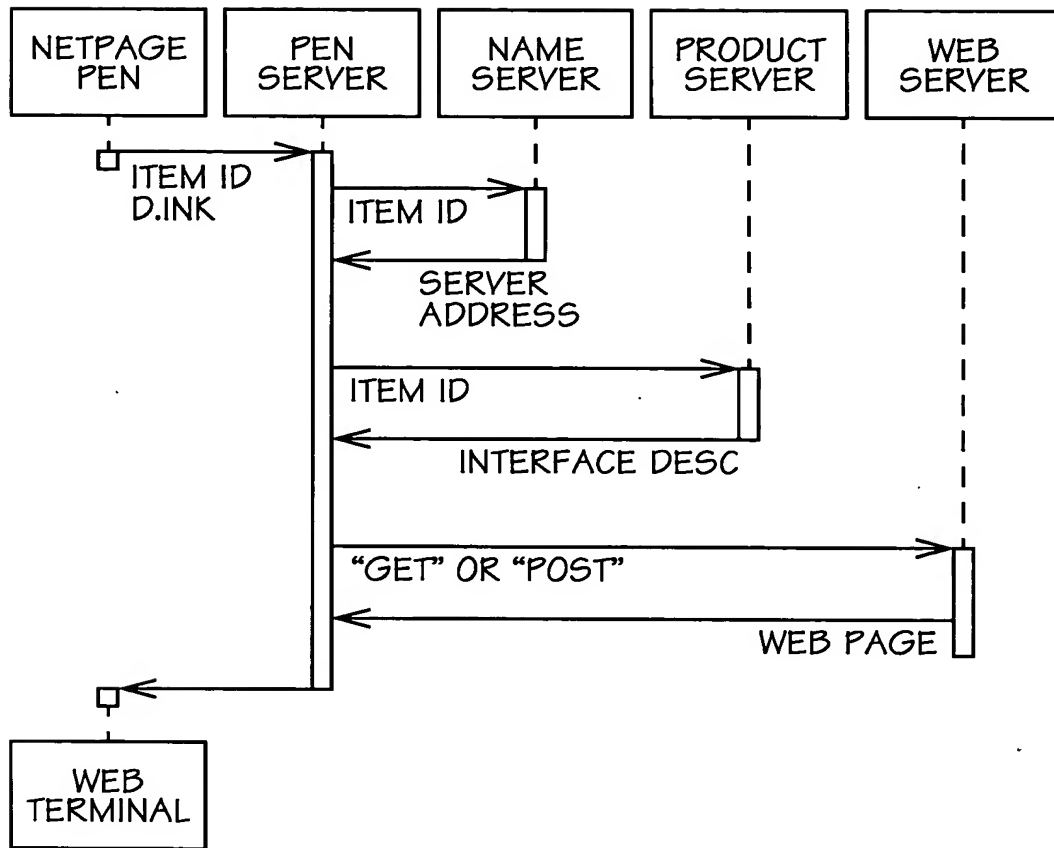 NETPAGE
PEN
PEN
SERVER
NAME
SERVER
PRODUCT
SERVER
WEB
SERVER
ITEM ID
D.INK
ITEM ID
SERVER
ADDRESS
ITEM ID
INTERFACE DESC
“GET” OR “POST”
WEB PAGE
WEB
TERMINAL